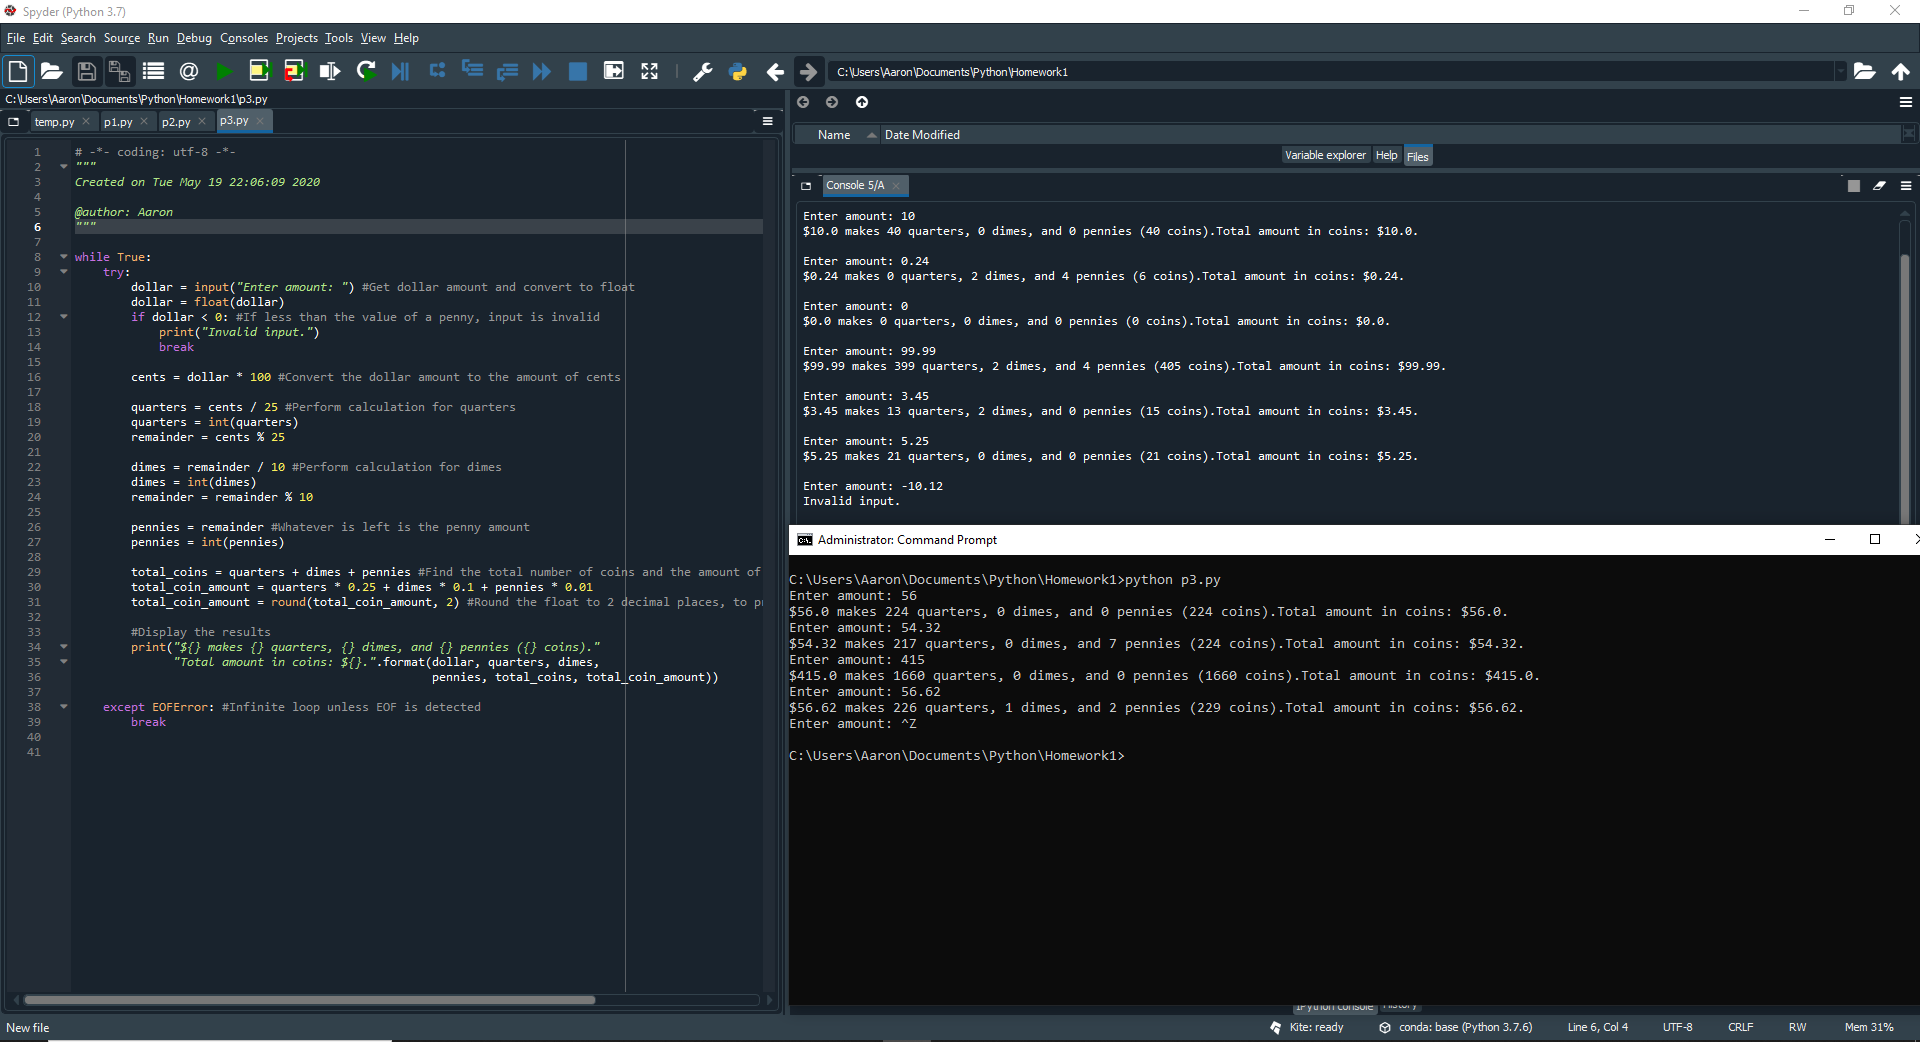 Spyder (Python 3.7)
File Edit Search Source Run Debug Consoles Projects Tools View Help
C:\Users\Aaron\Documents\Python\Homework1
C:\Users\Aaron\Documents\Python\Homework1\p3.py
temp.py p1.py p2.py p3.py
1 # -*- coding: utf-8 -*-
2 """
3 Created on Tue May 19 22:06:09 2020
4
5 @author: Aaron
6 """
7
8 while True:
9     try:
10         dollar = input("Enter amount: ") #Get dollar amount and convert to float
11         dollar = float(dollar)
12         if dollar < 0: #If less than the value of a penny, input is invalid
13             print("Invalid input.")
14             break
15
16         cents = dollar * 100 #Convert the dollar amount to the amount of cents
17
18         quarters = cents / 25 #Perform calculation for quarters
19         quarters = int(quarters)
20         remainder = cents % 25
21
22         dimes = remainder / 10 #Perform calculation for dimes
23         dimes = int(dimes)
24         remainder = remainder % 10
25
26         pennies = remainder #Whatever is left is the penny amount
27         pennies = int(pennies)
28
29         total_coins = quarters + dimes + pennies #Find the total number of coins and the amount of
30         total_coin_amount = quarters * 0.25 + dimes * 0.1 + pennies * 0.01
31         total_coin_amount = round(total_coin_amount, 2) #Round the float to 2 decimal places, to
32
33         #Display the results
34         print("${} makes {} quarters, {} dimes, and {} pennies ({} coins)."
35               "Total amount in coins: ${}.".format(dollar, quarters, dimes,
36                                                    pennies, total_coins, total_coin_amount))
37
38     except EOFError: #Infinite loop unless EOF is detected
39         break
40
41
Name Date Modified
Variable explorer Help Files
Console 5/A
Enter amount: 10
$10.0 makes 40 quarters, 0 dimes, and 0 pennies (40 coins).Total amount in coins: $10.0.
Enter amount: 0.24
$0.24 makes 0 quarters, 2 dimes, and 4 pennies (6 coins).Total amount in coins: $0.24.
Enter amount: 0
$0.0 makes 0 quarters, 0 dimes, and 0 pennies (0 coins).Total amount in coins: $0.0.
Enter amount: 99.99
$99.99 makes 399 quarters, 2 dimes, and 4 pennies (405 coins).Total amount in coins: $99.99.
Enter amount: 3.45
$3.45 makes 13 quarters, 2 dimes, and 0 pennies (15 coins).Total amount in coins: $3.45.
Enter amount: 5.25
$5.25 makes 21 quarters, 0 dimes, and 0 pennies (21 coins).Total amount in coins: $5.25.
Enter amount: -10.12
Invalid input.
Administrator: Command Prompt
C:\Users\Aaron\Documents\Python\Homework1>python p3.py
Enter amount: 56
$56.0 makes 224 quarters, 0 dimes, and 0 pennies (224 coins).Total amount in coins: $56.0.
Enter amount: 54.32
$54.32 makes 217 quarters, 0 dimes, and 7 pennies (224 coins).Total amount in coins: $54.32.
Enter amount: 415
$415.0 makes 1660 quarters, 0 dimes, and 0 pennies (1660 coins).Total amount in coins: $415.0.
Enter amount: 56.62
$56.62 makes 226 quarters, 1 dimes, and 2 pennies (229 coins).Total amount in coins: $56.62.
Enter amount: ^Z
C:\Users\Aaron\Documents\Python\Homework1>
IPython console History
New file Kite: ready conda: base (Python 3.7.6) Line 6, Col 4 UTF-8 CRLF RW Mem 31%